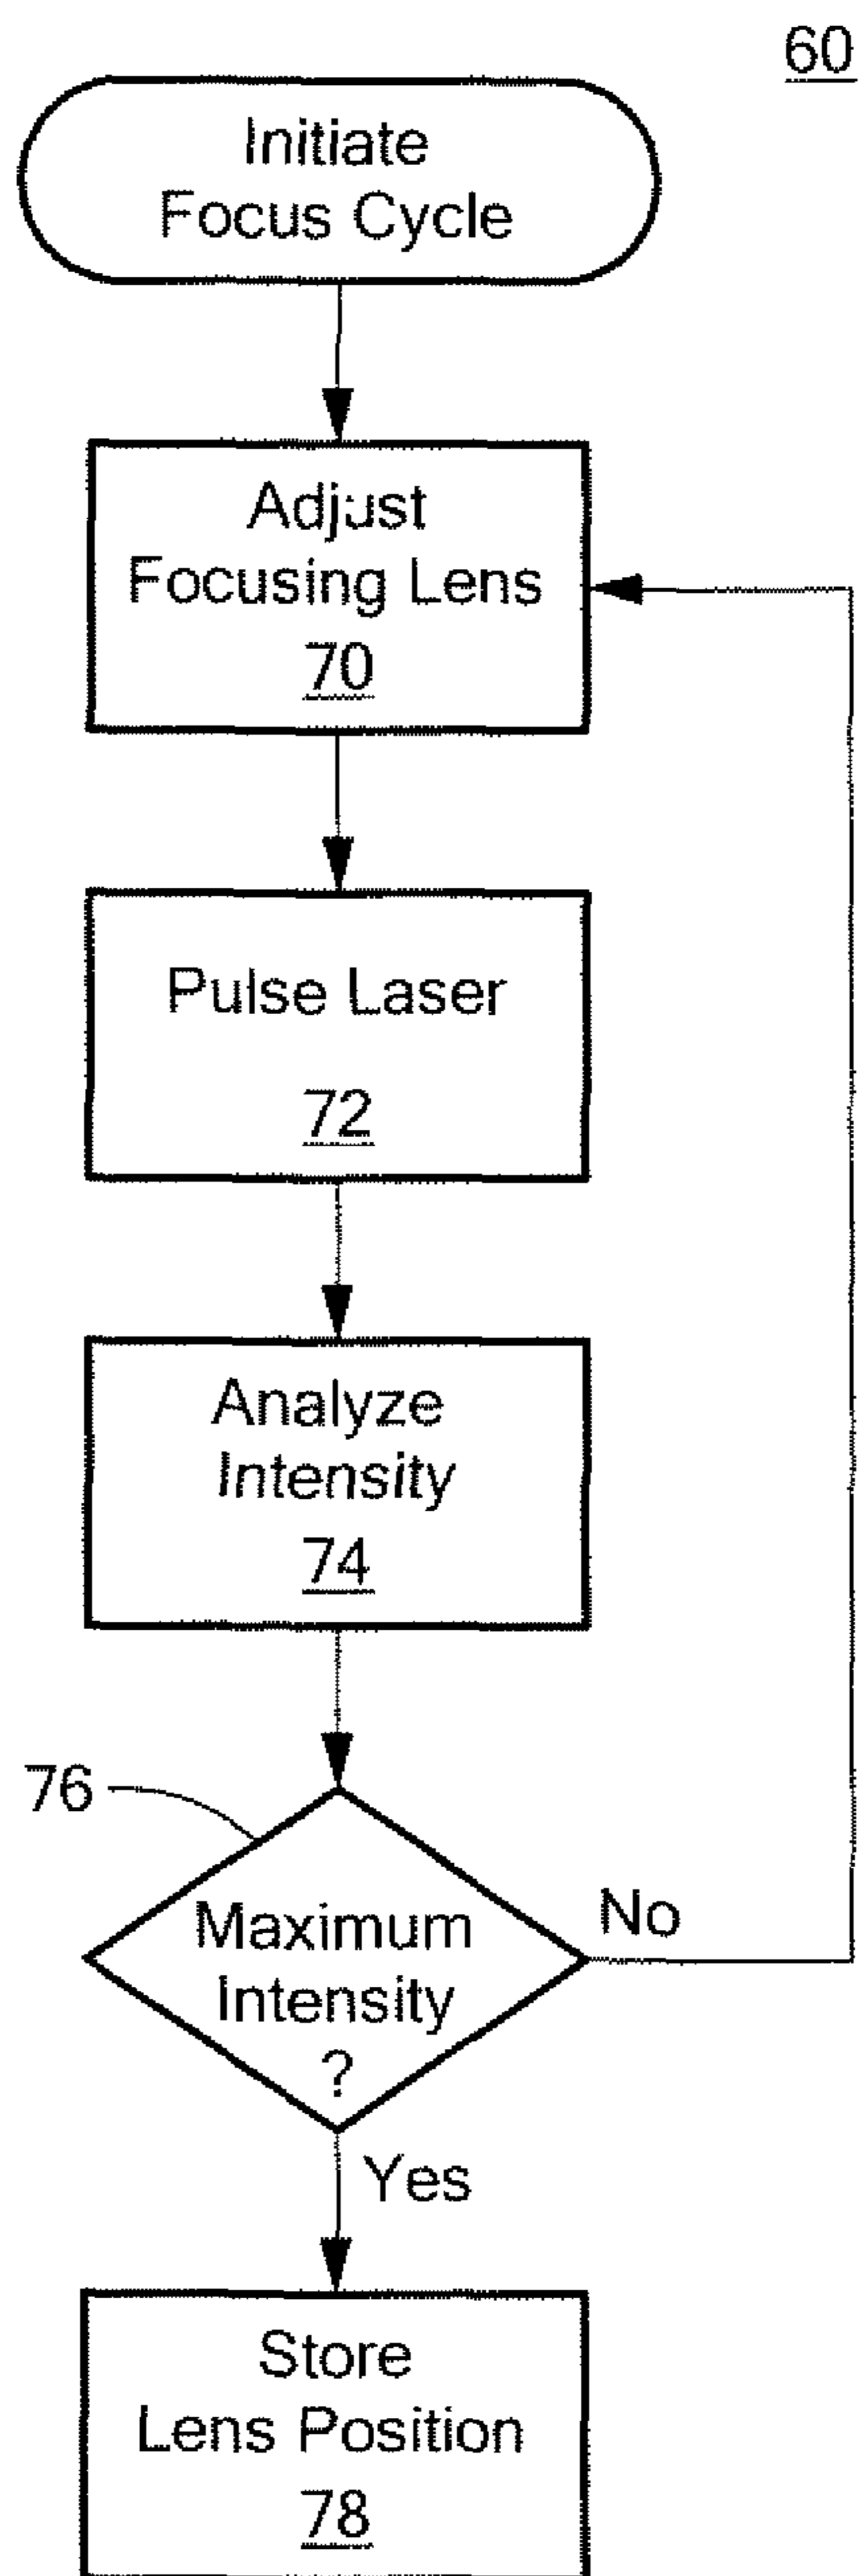 60
Initiate
Focus Cycle
Adjust
Focusing Lens
70
Pulse Laser
72
Analyze
Intensity
74
76
Maximum
Intensity
?
No
Yes
Store
Lens Position
78